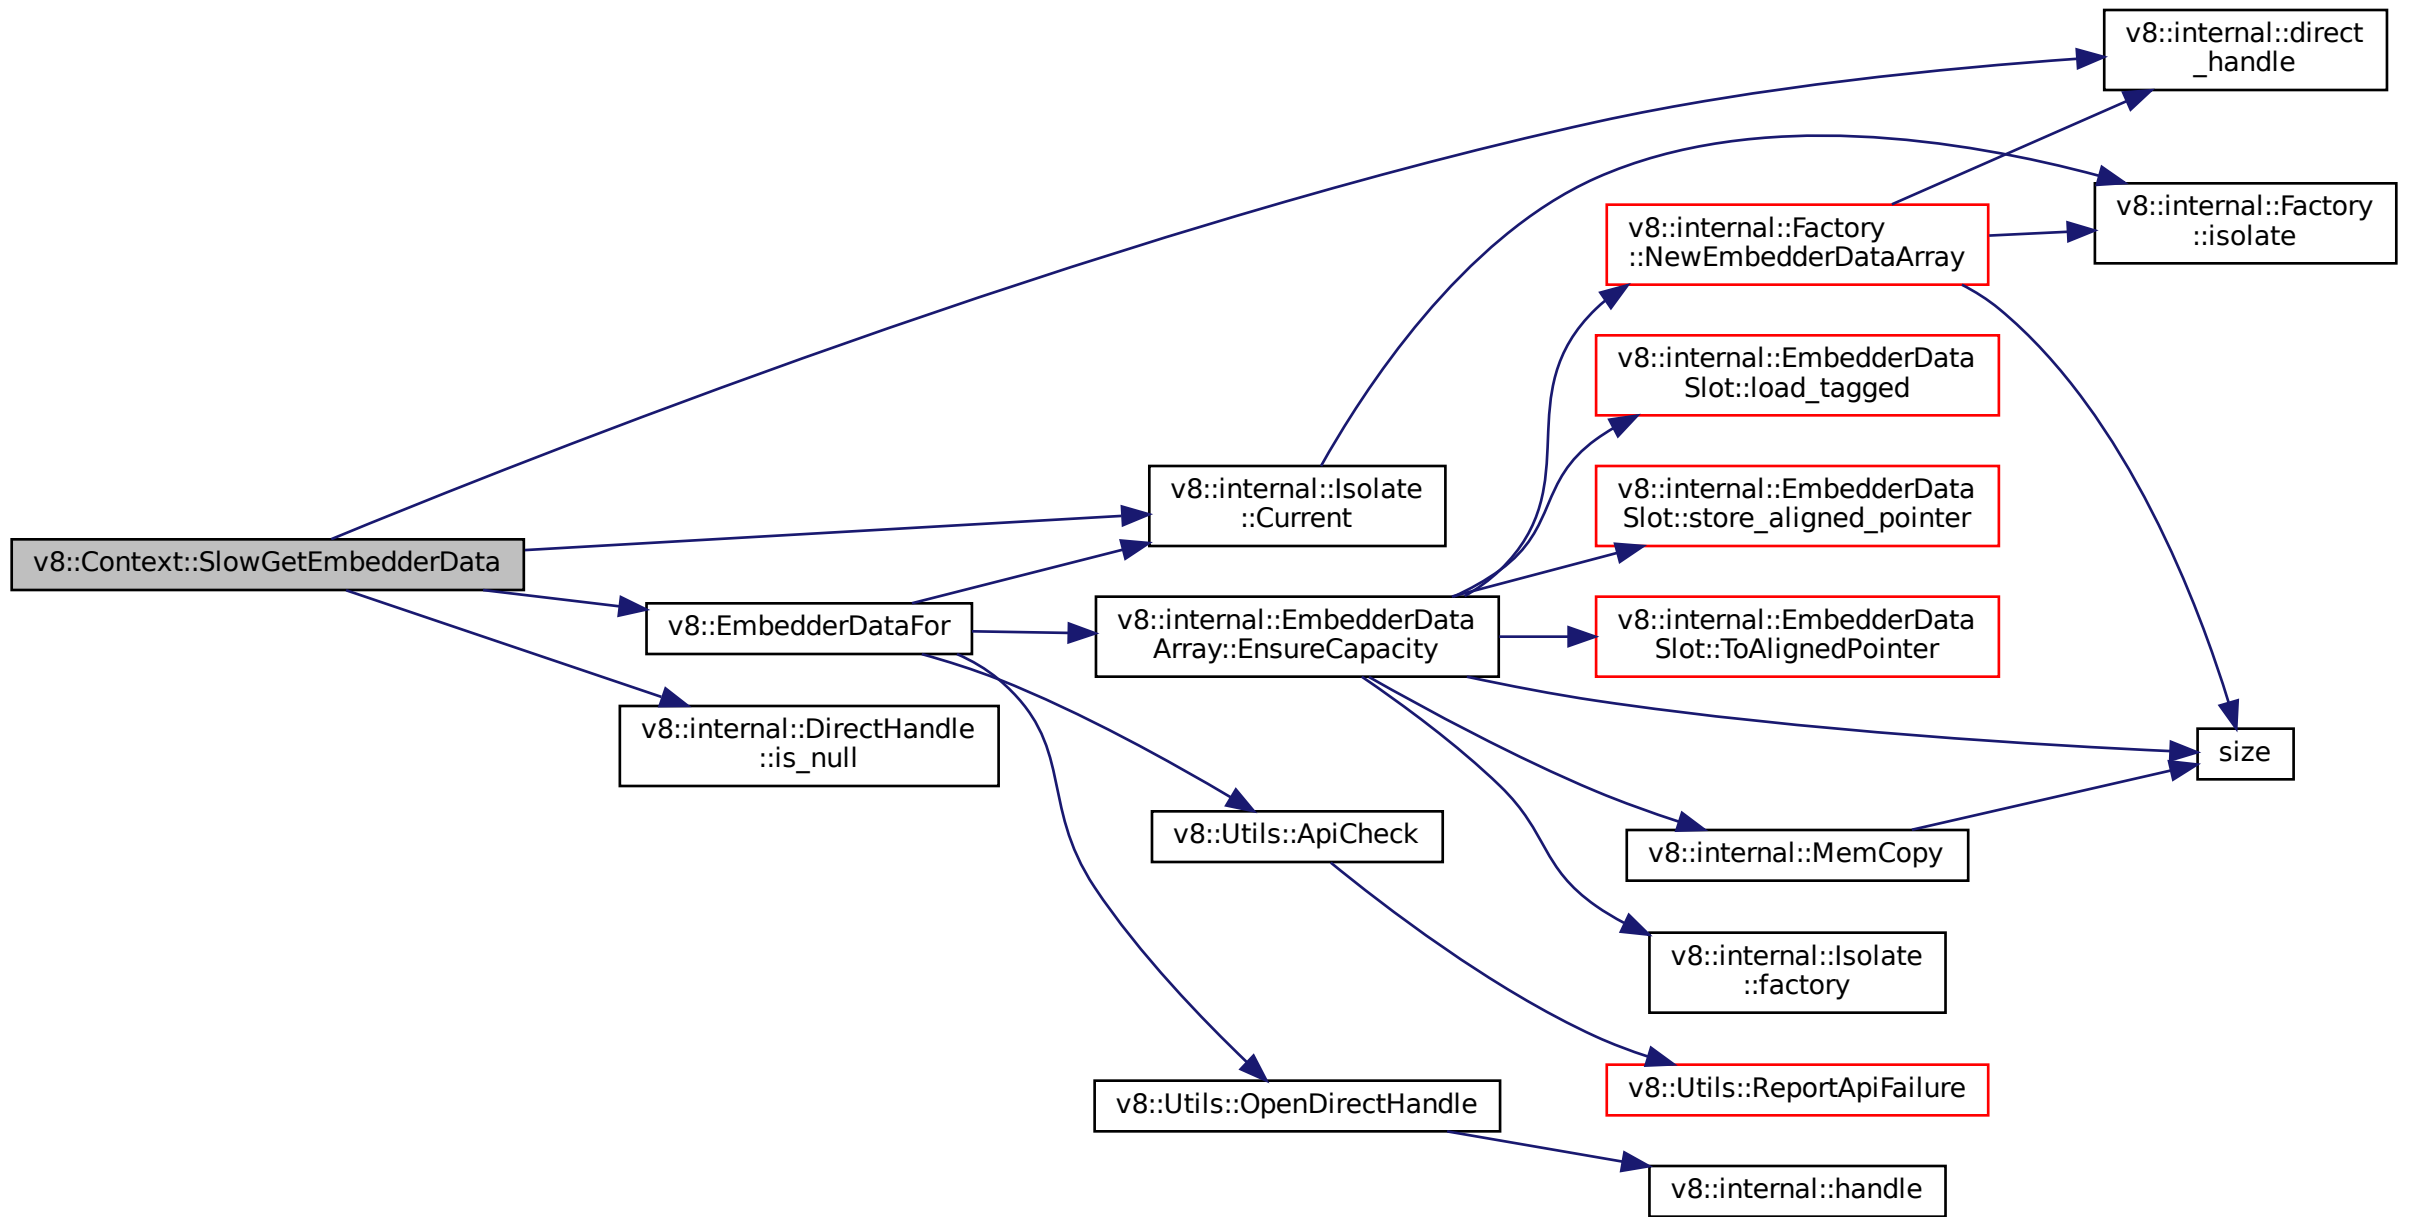 v8::internal::direct
_handle
v8::internal::Factory
::isolate
v8::internal::Factory
::NewEmbedderDataArray
v8::internal::EmbedderData
Slot::load_tagged
v8::internal::Isolate
::Current
v8::internal::EmbedderData
Slot::store_aligned_pointer
v8::Context::SlowGetEmbedderData
v8::EmbedderDataFor
v8::internal::EmbedderData
Array::EnsureCapacity
v8::internal::EmbedderData
Slot::ToAlignedPointer
v8::internal::DirectHandle
::is_null
size
v8::Utils::ApiCheck
v8::internal::MemCopy
v8::internal::Isolate
::factory
v8::Utils::ReportApiFailure
v8::Utils::OpenDirectHandle
v8::internal::handle